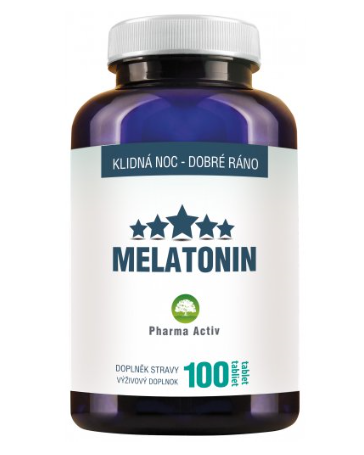 KLIDNÁ NOC - DOBRÉ RÁNO
MELATONIN
Pharma Activ
DOPLNĚK STRAVY
VÝŽIVOVÝ DOPLNOK
100 tablet
tabliet